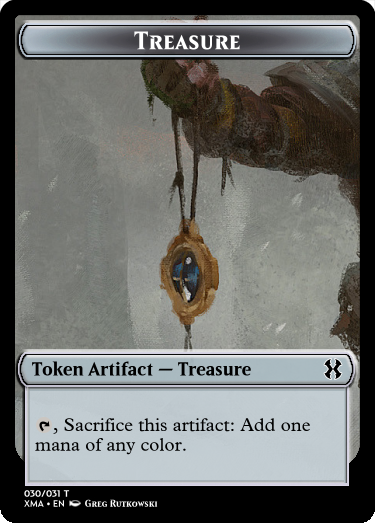 Treasure
Token Artifact — Treasure
, Sacrifice this artifact: Add one
mana of any color.
030/031 T
XMA • EN Greg Rutkowski